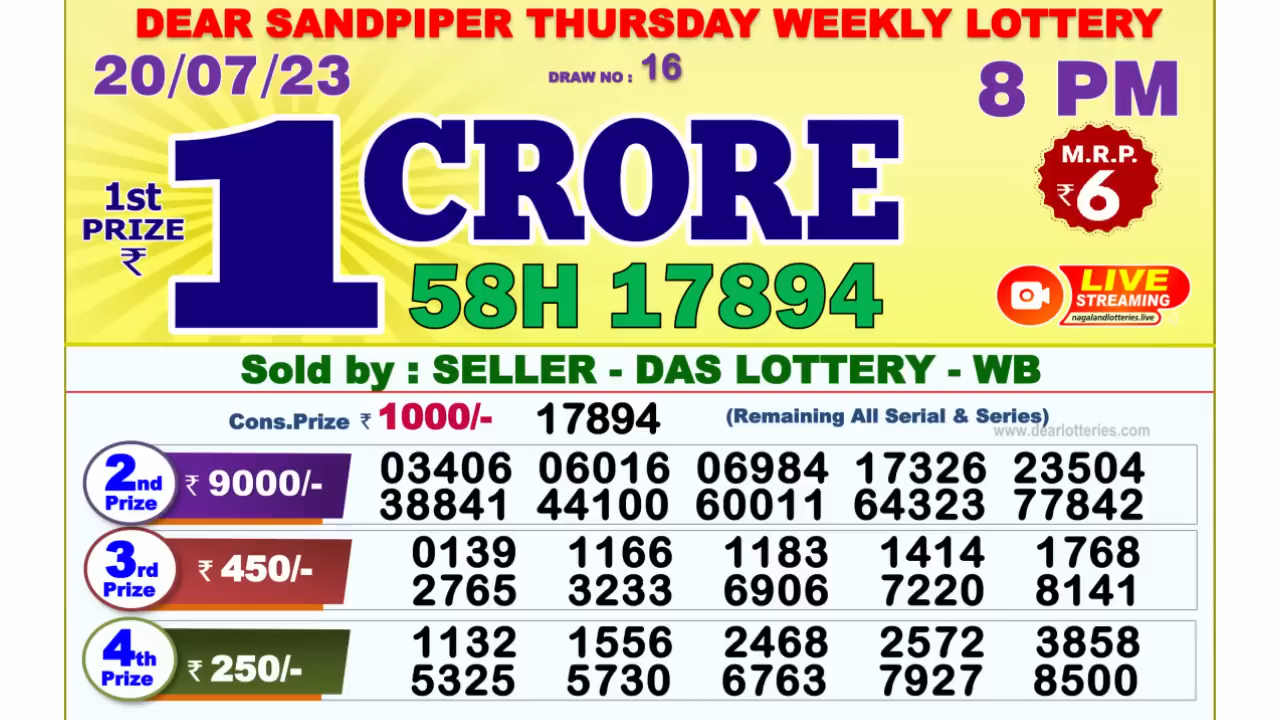 DEAR SANDPIPER THURSDAY WEEKLY LOTTERY
20/07/23 DRAW NO : 16 8 PM
1st PRIZE ₹ 1 CRORE
M.R.P. ₹ 6
58H 17894
LIVE STREAMING
nagalandlotteries.live
Sold by : SELLER - DAS LOTTERY - WB
Cons.Prize ₹ 1000/- 17894 (Remaining All Serial & Series)
www.dearlotteries.com
2nd Prize ₹ 9000/-
03406 06016 06984 17326 23504
38841 44100 60011 64323 77842
3rd Prize ₹ 450/-
0139 1166 1183 1414 1768
2765 3233 6906 7220 8141
4th Prize ₹ 250/-
1132 1556 2468 2572 3858
5325 5730 6763 7927 8500